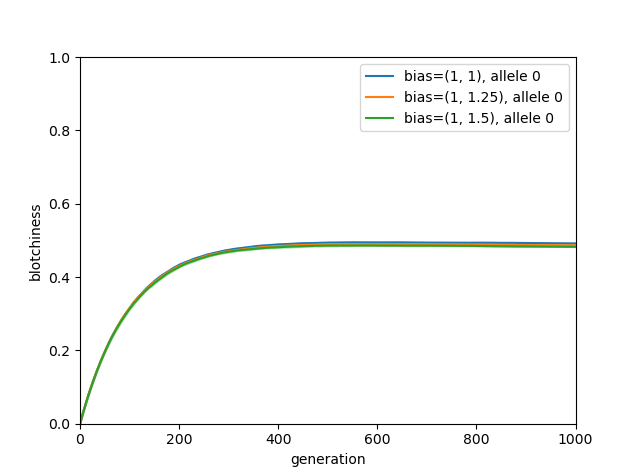 1.0
0.8
0.6
0.4
0.2
0.0
blotchiness
bias=(1, 1), allele 0
bias=(1, 1.25), allele 0
bias=(1, 1.5), allele 0
0 200 400 600 800 1000
generation